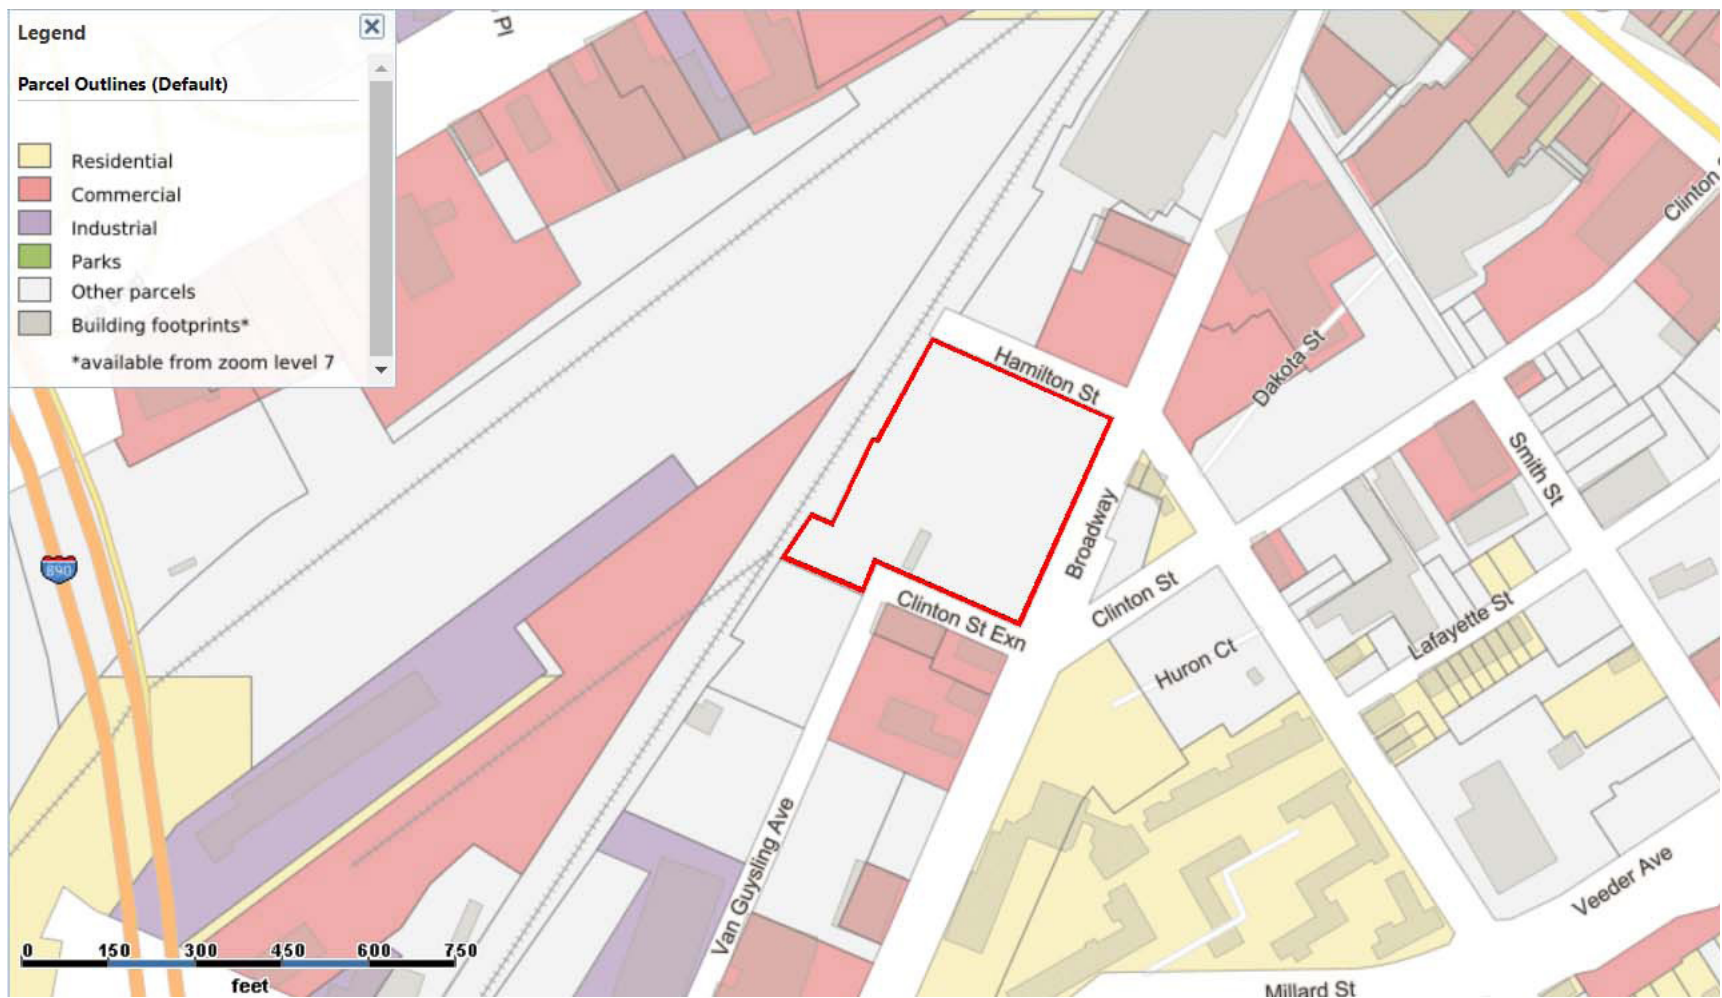 Legend
Parcel Outlines (Default)
Residential
Commercial
Industrial
Parks
Other parcels
Building footprints*
*available from zoom level 7
Pl
Clinton
Hamilton St
Dakota St
Smith St
Broadway
890
Clinton St
Clinton St Exn
Lafayette St
Huron Ct
Van Guysling Ave
Veeder Ave
Millard St
0 150 300 450 600 750
feet